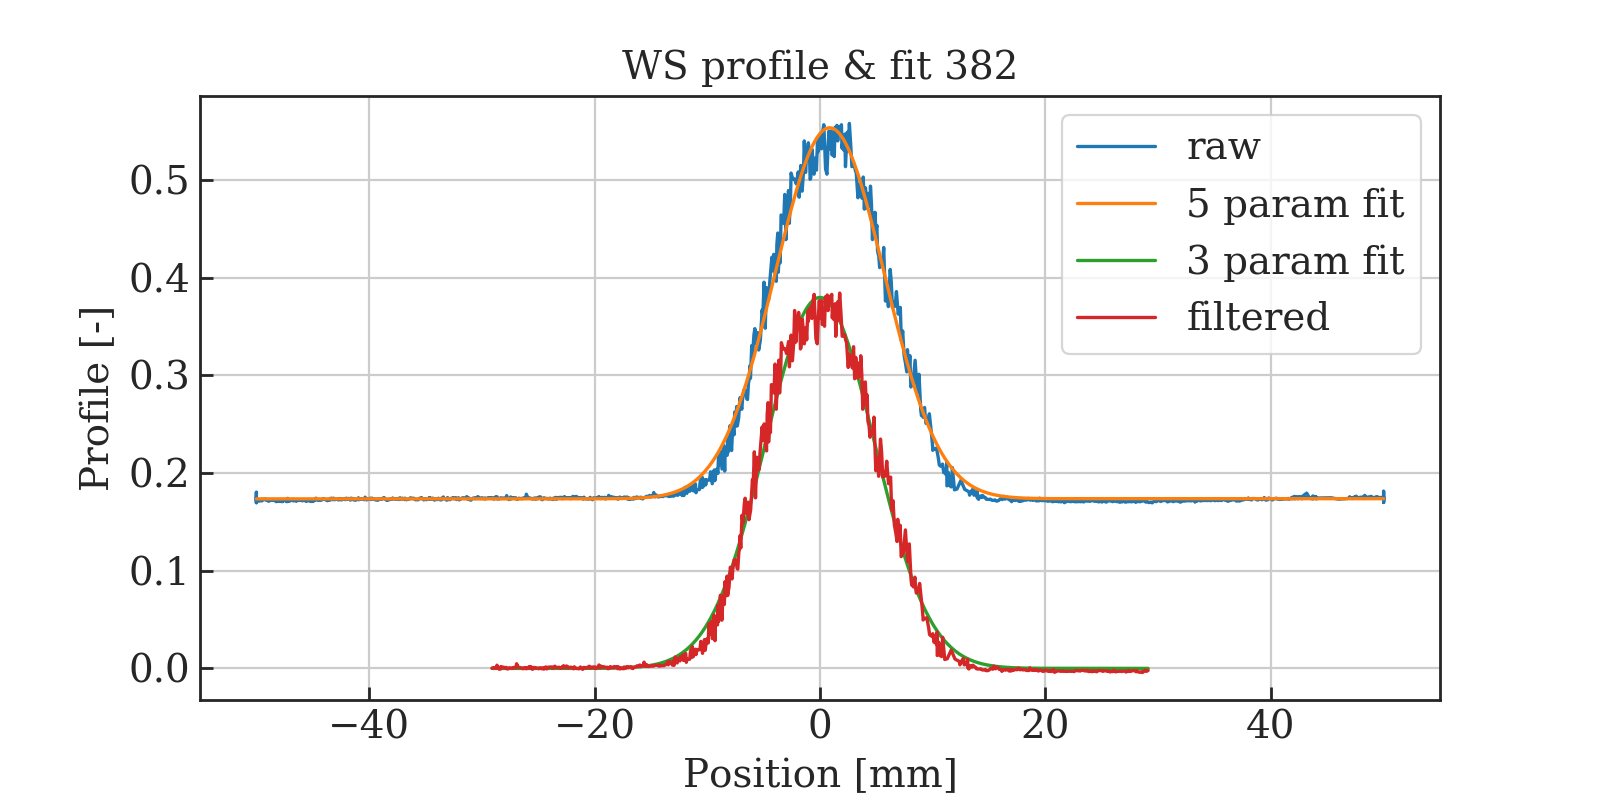 WS profile & fit 382
raw
5 param fit
3 param fit
filtered
Profile [-]
0.5
0.4
0.3
0.2
0.1
0.0
−40
−20
0
20
40
Position [mm]